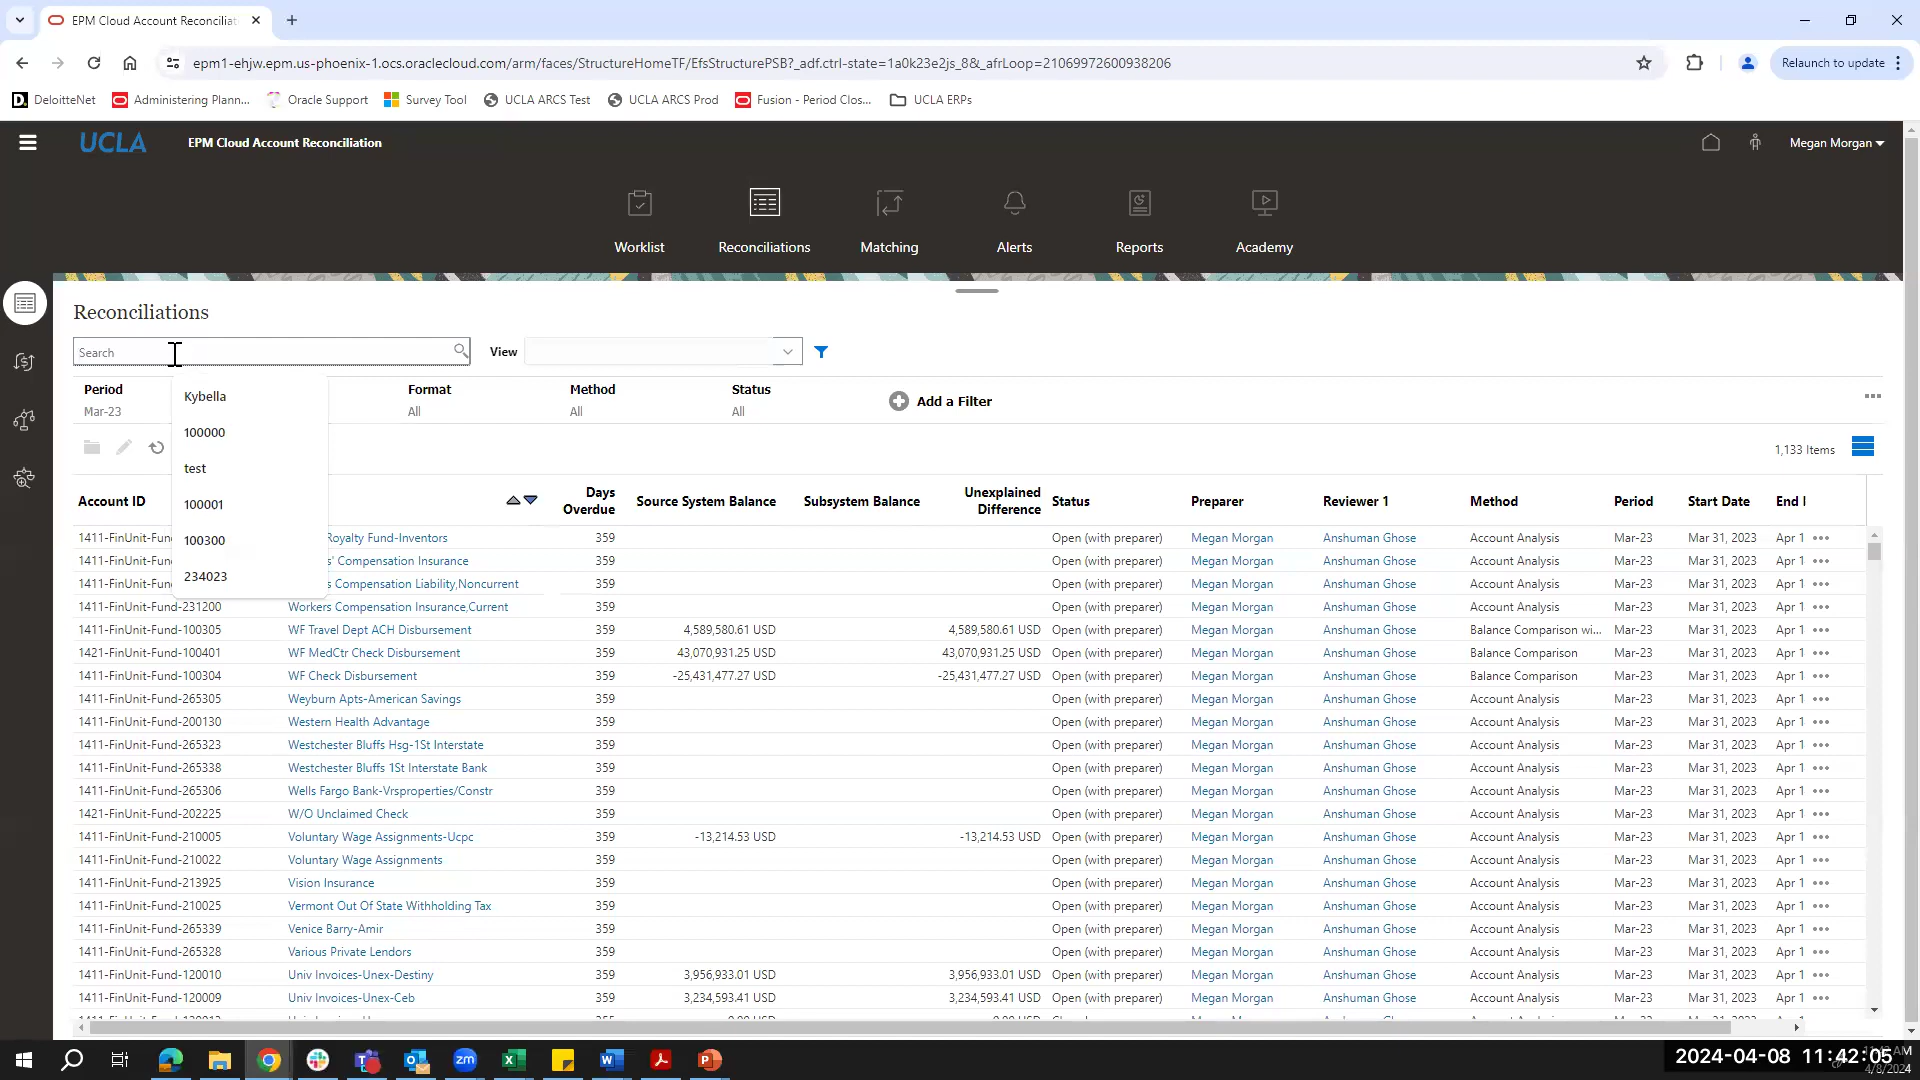 EPM Cloud Account Reconciliat
epm1-ehjw.epm.us-phoenix-1.ocs.oraclecloud.com/arm/faces/StructureHomeTF/EfsStructurePSB?_adf.ctrl-state=1a0k23e2js_8&_afrLoop=21069972600938206
Relaunch to update
DeloitteNet
Administering Plann...
Oracle Support
Survey Tool
UCLA ARCS Test
UCLA ARCS Prod
Fusion - Period Clos...
UCLA ERPs
UCLA
EPM Cloud Account Reconciliation
Megan Morgan
Worklist
Reconciliations
Matching
Alerts
Reports
Academy
Reconciliations
Search
View
Period
Format
Method
Status
Mar-23
All
All
All
Add a Filter
Kybella
100000
test
100001
100300
234023
1,133 Items
Account ID Days Overdue Source System Balance Subsystem Balance Unexplained Difference Status Preparer Reviewer 1 Method Period Start Date End I
1411-FinUnit-Fun Royalty Fund-Inventors 359 Open (with preparer) Megan Morgan Anshuman Ghose Account Analysis Mar-23 Mar 31, 2023 Apr 1
1411-FinUnit-Fun s' Compensation Insurance 359 Open (with preparer) Megan Morgan Anshuman Ghose Account Analysis Mar-23 Mar 31, 2023 Apr 1
1411-FinUnit-Fun s Compensation Liability,Noncurrent 359 Open (with preparer) Megan Morgan Anshuman Ghose Account Analysis Mar-23 Mar 31, 2023 Apr 1
1411-FinUnit-Fund-231200 Workers Compensation Insurance,Current 359 Open (with preparer) Megan Morgan Anshuman Ghose Account Analysis Mar-23 Mar 31, 2023 Apr 1
1411-FinUnit-Fund-100305 WF Travel Dept ACH Disbursement 359 4,589,580.61 USD 4,589,580.61 USD Open (with preparer) Megan Morgan Anshuman Ghose Balance Comparison wi... Mar-23 Mar 31, 2023 Apr 1
1421-FinUnit-Fund-100401 WF MedCtr Check Disbursement 359 43,070,931.25 USD 43,070,931.25 USD Open (with preparer) Megan Morgan Anshuman Ghose Balance Comparison Mar-23 Mar 31, 2023 Apr 1
1411-FinUnit-Fund-100304 WF Check Disbursement 359 -25,431,477.27 USD -25,431,477.27 USD Open (with preparer) Megan Morgan Anshuman Ghose Balance Comparison Mar-23 Mar 31, 2023 Apr 1
1411-FinUnit-Fund-265305 Weyburn Apts-American Savings 359 Open (with preparer) Megan Morgan Anshuman Ghose Account Analysis Mar-23 Mar 31, 2023 Apr 1
1411-FinUnit-Fund-200130 Western Health Advantage 359 Open (with preparer) Megan Morgan Anshuman Ghose Account Analysis Mar-23 Mar 31, 2023 Apr 1
1411-FinUnit-Fund-265323 Westchester Bluffs Hsg-1St Interstate 359 Open (with preparer) Megan Morgan Anshuman Ghose Account Analysis Mar-23 Mar 31, 2023 Apr 1
1411-FinUnit-Fund-265338 Westchester Bluffs 1St Interstate Bank 359 Open (with preparer) Megan Morgan Anshuman Ghose Account Analysis Mar-23 Mar 31, 2023 Apr 1
1411-FinUnit-Fund-265306 Wells Fargo Bank-Vrsproperties/Constr 359 Open (with preparer) Megan Morgan Anshuman Ghose Account Analysis Mar-23 Mar 31, 2023 Apr 1
1421-FinUnit-Fund-202225 W/O Unclaimed Check 359 Open (with preparer) Megan Morgan Anshuman Ghose Account Analysis Mar-23 Mar 31, 2023 Apr 1
1411-FinUnit-Fund-210005 Voluntary Wage Assignments-Ucpc 359 -13,214.53 USD -13,214.53 USD Open (with preparer) Megan Morgan Anshuman Ghose Account Analysis Mar-23 Mar 31, 2023 Apr 1
1411-FinUnit-Fund-210022 Voluntary Wage Assignments 359 Open (with preparer) Megan Morgan Anshuman Ghose Account Analysis Mar-23 Mar 31, 2023 Apr 1
1411-FinUnit-Fund-213925 Vision Insurance 359 Open (with preparer) Megan Morgan Anshuman Ghose Account Analysis Mar-23 Mar 31, 2023 Apr 1
1411-FinUnit-Fund-210025 Vermont Out Of State Withholding Tax 359 Open (with preparer) Megan Morgan Anshuman Ghose Account Analysis Mar-23 Mar 31, 2023 Apr 1
1411-FinUnit-Fund-265339 Venice Barry-Amir 359 Open (with preparer) Megan Morgan Anshuman Ghose Account Analysis Mar-23 Mar 31, 2023 Apr 1
1411-FinUnit-Fund-265328 Various Private Lendors 359 Open (with preparer) Megan Morgan Anshuman Ghose Account Analysis Mar-23 Mar 31, 2023 Apr 1
1411-FinUnit-Fund-120010 Univ Invoices-Unex-Destiny 359 3,956,933.01 USD 3,956,933.01 USD Open (with preparer) Megan Morgan Anshuman Ghose Account Analysis Mar-23 Mar 31, 2023 Apr 1
1411-FinUnit-Fund-120009 Univ Invoices-Unex-Ceb 359 3,234,593.41 USD 3,234,593.41 USD Open (with preparer) Megan Morgan Anshuman Ghose Account Analysis Mar-23 Mar 31, 2023 Apr 1
2024-04-08 11:42:05
4/8/2024